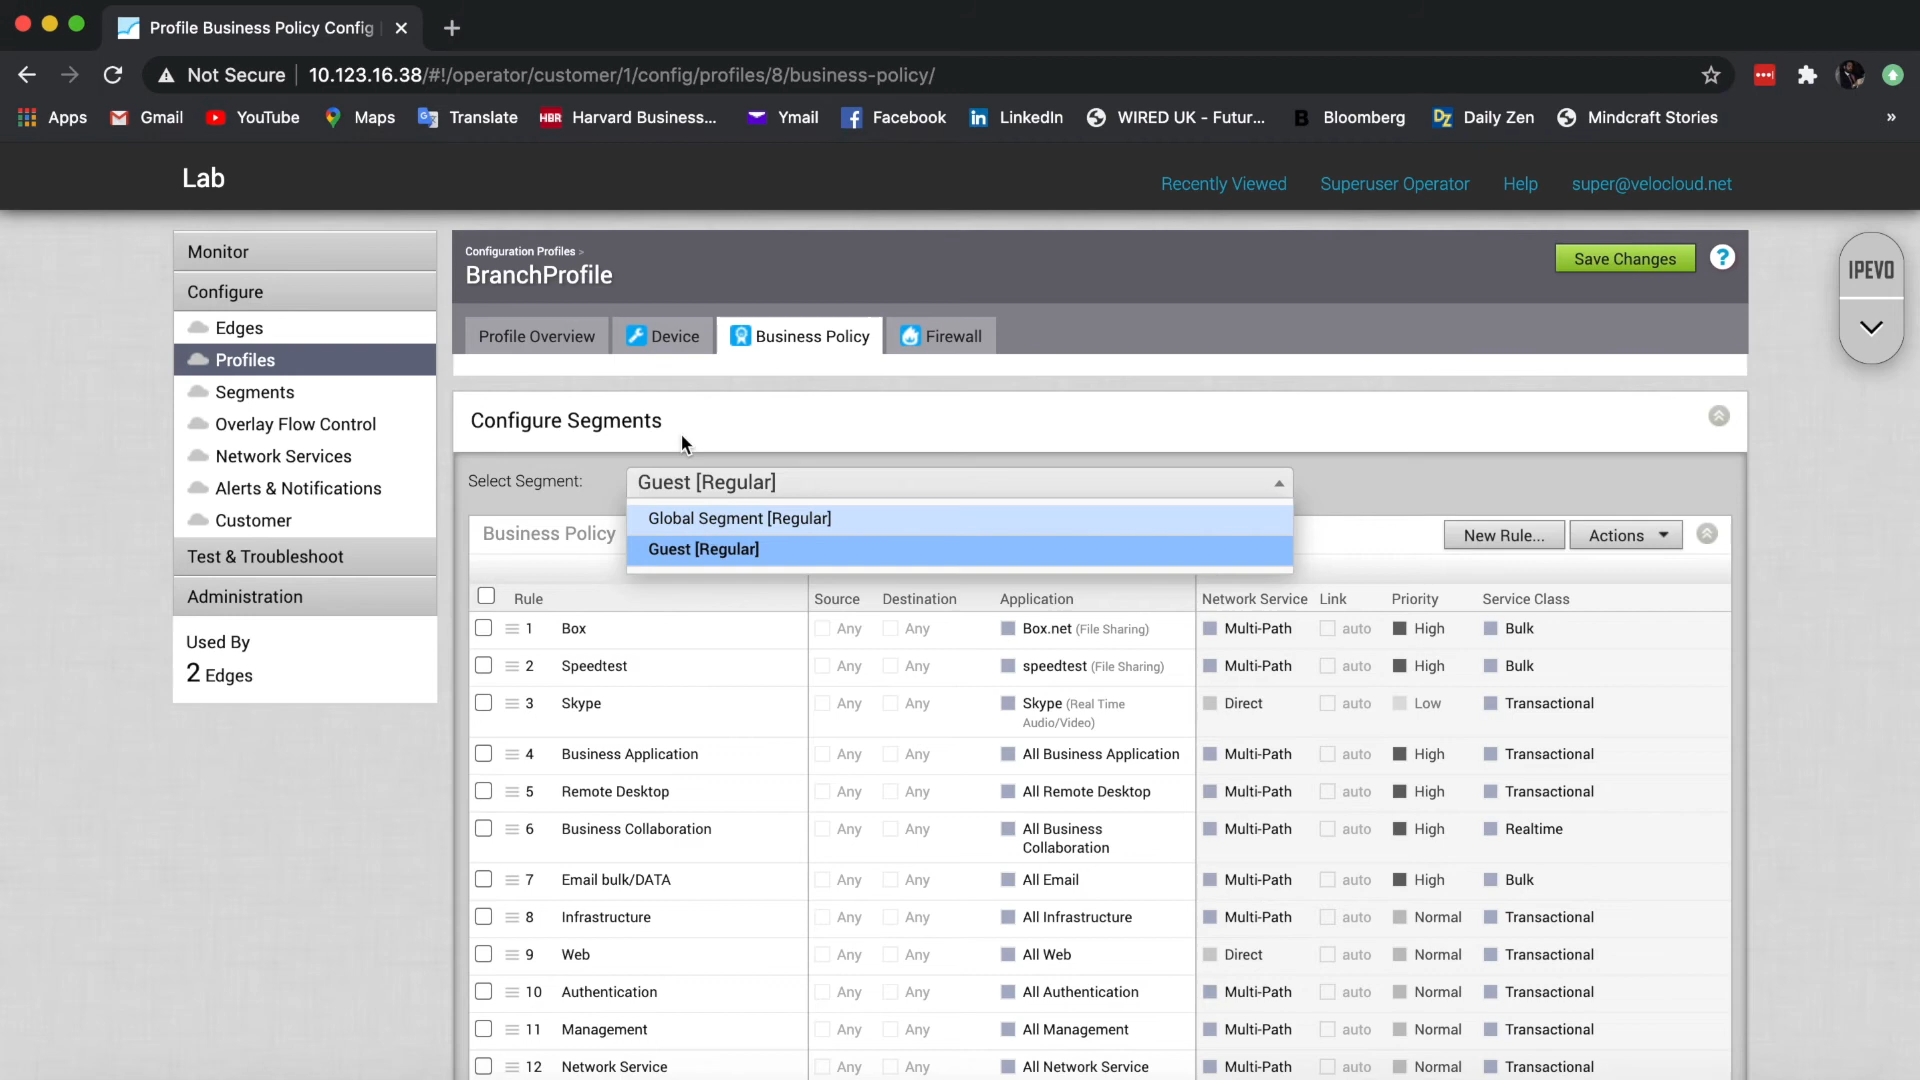 Profile Business Policy Config
Not Secure 10.123.16.38/#!/operator/customer/1/config/profiles/8/business-policy/
Apps Gmail YouTube Maps Translate HBR Harvard Business... Ymail Facebook LinkedIn WIRED UK - Futur... B Bloomberg DZ Daily Zen Mindcraft Stories »
Lab
Recently Viewed Superuser Operator Help super@velocloud.net
Monitor
Configure
Edges
Profiles
Segments
Overlay Flow Control
Network Services
Alerts & Notifications
Customer
Test & Troubleshoot
Administration
Used By
2 Edges
Configuration Profiles >
BranchProfile
Save Changes ?
IPEVO
Profile Overview Device Business Policy Firewall
Configure Segments
Select Segment: Guest [Regular]
Global Segment [Regular]
Guest [Regular]
Business Policy New Rule... Actions
Rule Source Destination Application Network Service Link Priority Service Class
1 Box Any Any Box.net (File Sharing) Multi-Path auto High Bulk
2 Speedtest Any Any speedtest (File Sharing) Multi-Path auto High Bulk
3 Skype Any Any Skype (Real Time Direct auto Low Transactional
Audio/Video)
4 Business Application Any Any All Business Application Multi-Path auto High Transactional
5 Remote Desktop Any Any All Remote Desktop Multi-Path auto High Transactional
6 Business Collaboration Any Any All Business Multi-Path auto High Realtime
Collaboration
7 Email bulk/DATA Any Any All Email Multi-Path auto High Bulk
8 Infrastructure Any Any All Infrastructure Multi-Path auto Normal Transactional
9 Web Any Any All Web Direct auto Normal Transactional
10 Authentication Any Any All Authentication Multi-Path auto Normal Transactional
11 Management Any Any All Management Multi-Path auto Normal Transactional
12 Network Service Any Any All Network Service Multi-Path auto Normal Transactional